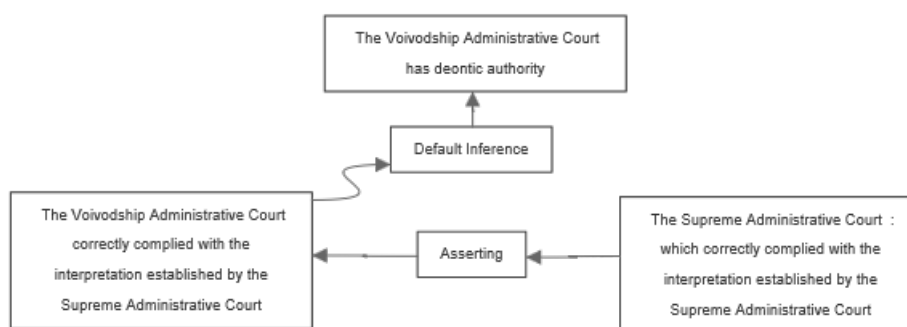 The Voivodship Administrative Court
has deontic authority
Default Inference
The Voivodship Administrative Court
correctly complied with the
interpretation established by the
Supreme Administrative Court
Asserting
The Supreme Administrative Court :
which correctly complied with the
interpretation established by the
Supreme Administrative Court